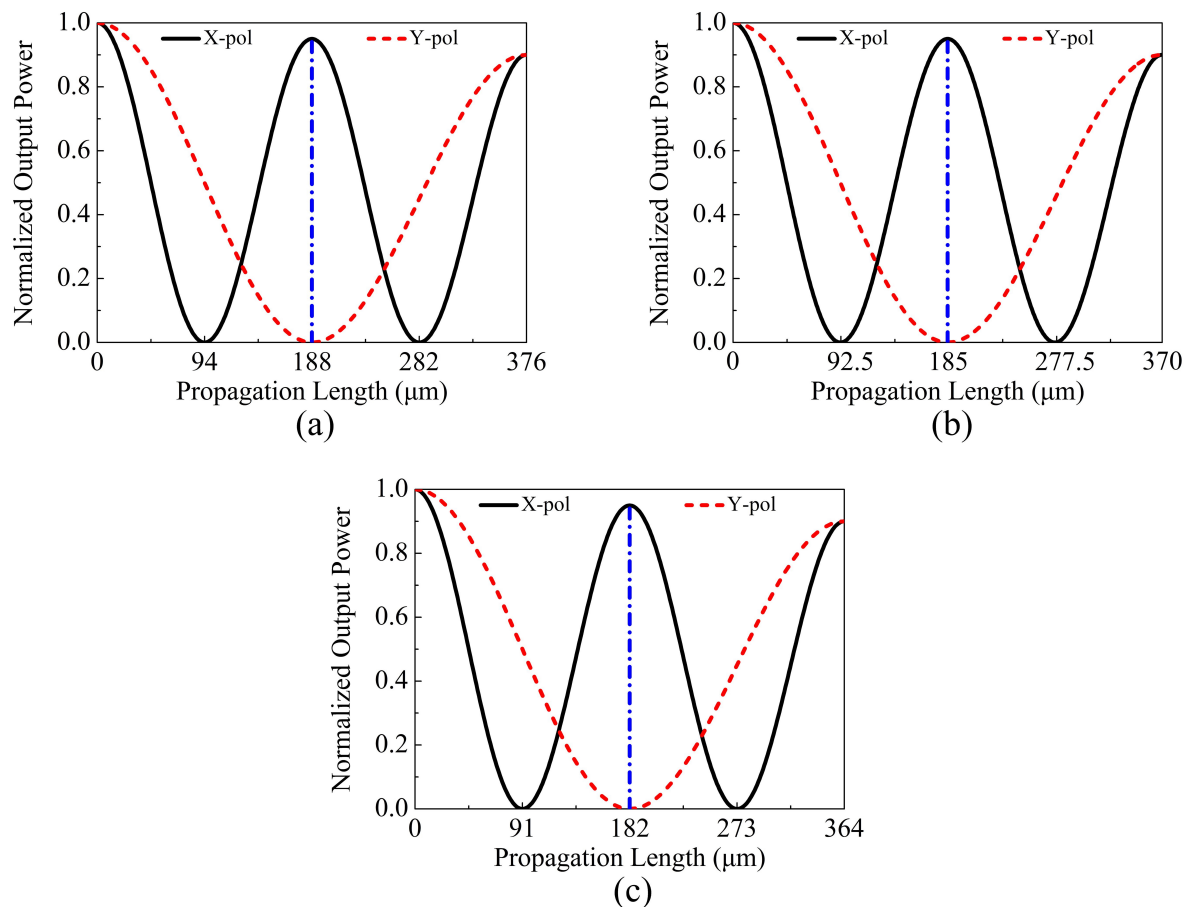 1.0
0.8
0.6
0.4
0.2
0.0
Normalized Output Power
X-pol
Y-pol
0
94
188
282
376
Propagation Length (μm)
(a)
1.0
0.8
0.6
0.4
0.2
0.0
Normalized Output Power
X-pol
Y-pol
0
92.5
185
277.5
370
Propagation Length (μm)
(b)
1.0
0.8
0.6
0.4
0.2
0.0
Normalized Output Power
X-pol
Y-pol
0
91
182
273
364
Propagation Length (μm)
(c)